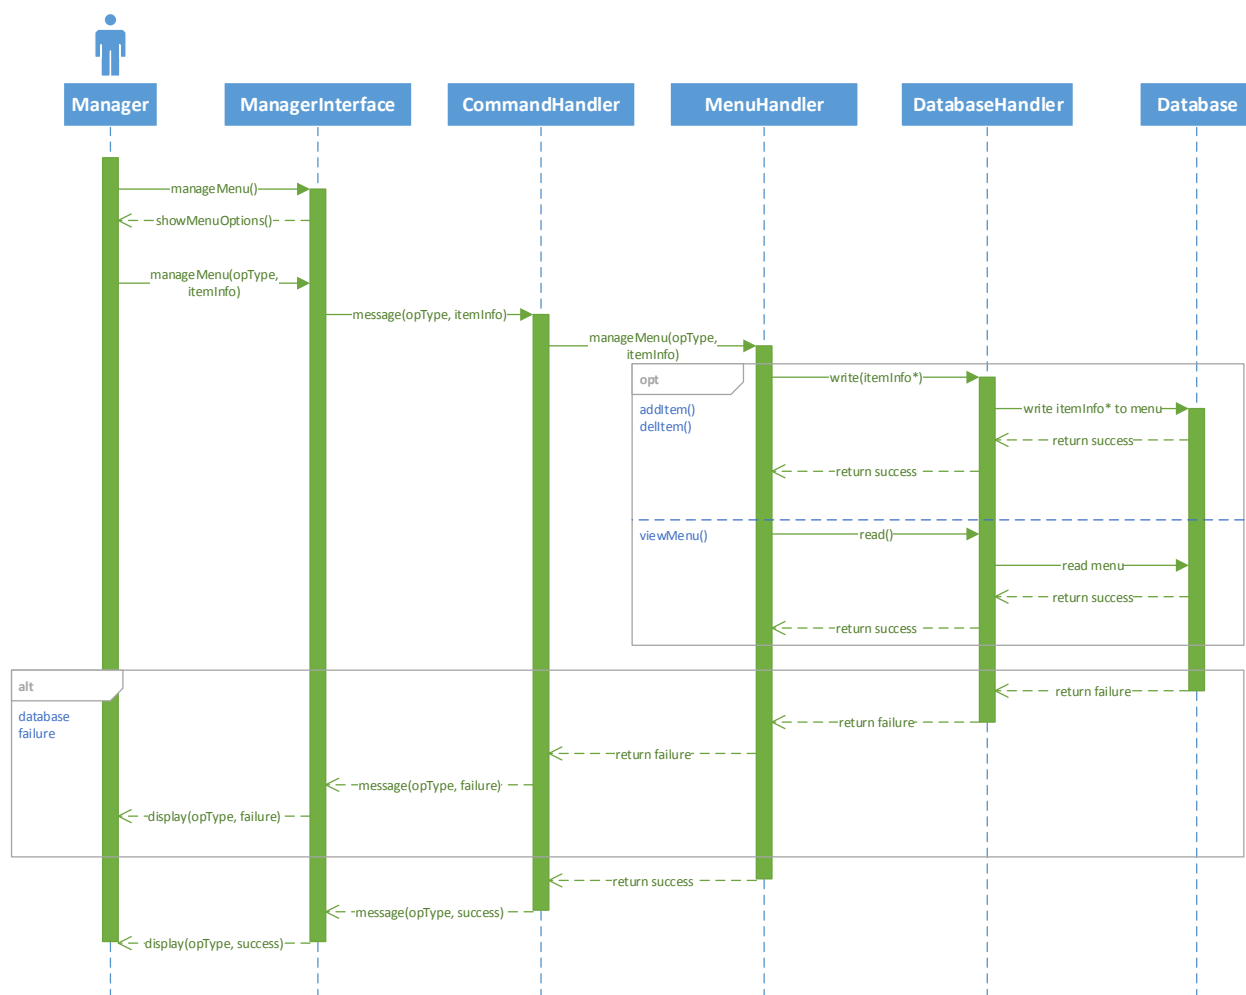 Manager
ManagerInterface
CommandHandler
MenuHandler
DatabaseHandler
Database
manageMenu()
showMenuOptions()
manageMenu(opType,
itemInfo)
message(opType, itemInfo)
manageMenu(opType,
itemInfo)
opt
addItem()
delItem()
write(itemInfo*)
write itemInfo* to menu
return success
return success
viewMenu()
read()
read menu
return success
return success
alt
database
failure
return failure
return failure
return failure
message(opType, failure)
display(opType, failure)
return success
message(opType, success)
display(opType, success)